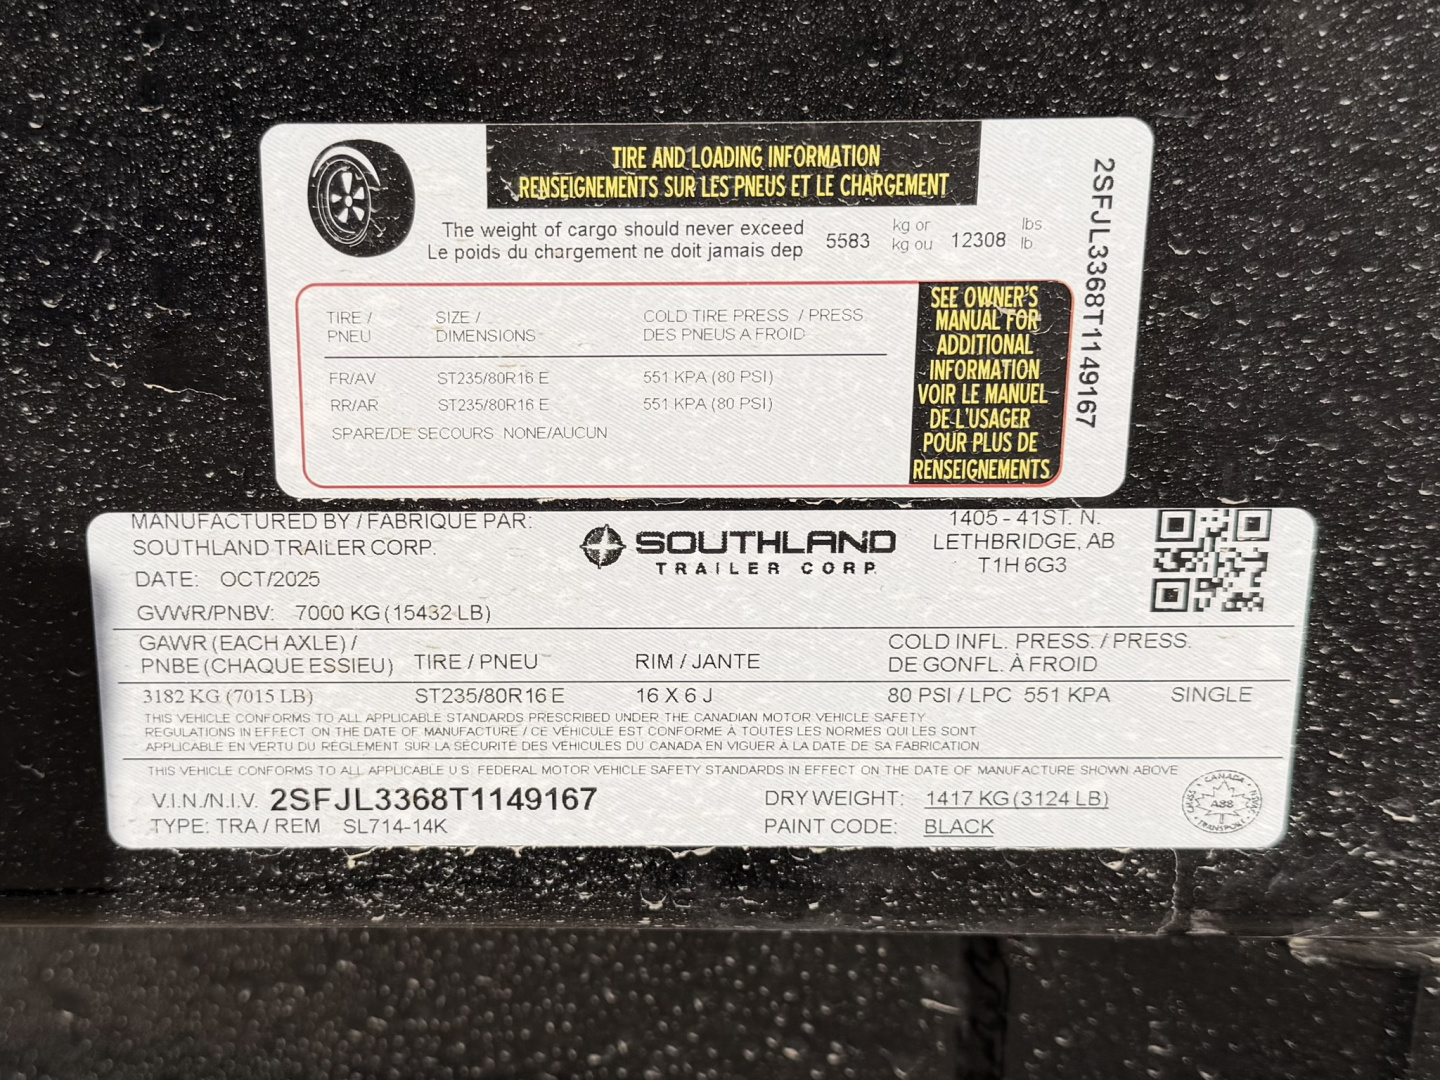 TIRE AND LOADING INFORMATION
RENSEIGNEMENTS SUR LES PNEUS ET LE CHARGEMENT
The weight of cargo should never exceed
Le poids du chargement ne doit jamais dep
5583 kg or 12308 lbs
kg ou lb
TIRE / SIZE / COLD TIRE PRESS. / PRESS
PNEU DIMENSIONS DES PNEUS A FROID
FR/AV ST235/80R16 E 551 KPA (80 PSI)
RR/AR ST235/80R16 E 551 KPA (80 PSI)
SPARE/DE SECOURS NONE/AUCUN
SEE OWNER'S
MANUAL FOR
ADDITIONAL
INFORMATION
VOIR LE MANUEL
DE L'USAGER
POUR PLUS DE
RENSEIGNEMENTS
2SFJL3368T1149167
MANUFACTURED BY / FABRIQUE PAR:
SOUTHLAND TRAILER CORP.
DATE: OCT/2025
GVWR/PNBV: 7000 KG (15432 LB)
SOUTHLAND
TRAILER CORP.
1405 - 41ST. N.
LETHBRIDGE, AB
T1H 6G3
GAWR (EACH AXLE) / COLD INFL. PRESS. / PRESS.
PNBE (CHAQUE ESSIEU) TIRE / PNEU RIM / JANTE DE GONFL. À FROID
3182 KG (7015 LB) ST235/80R16 E 16 X 6 J 80 PSI / LPC 551 KPA SINGLE
THIS VEHICLE CONFORMS TO ALL APPLICABLE STANDARDS PRESCRIBED UNDER THE CANADIAN MOTOR VEHICLE SAFETY
REGULATIONS IN EFFECT ON THE DATE OF MANUFACTURE / CE VÉHICULE EST CONFORME À TOUTES LES NORMES QUI LES SONT
APPLICABLE EN VERTU DU RÉGLEMENT SUR LA SÉCURITÉ DES VÉHICULES DU CANADA EN VIGUER À LA DATE DE SA FABRICATION.
THIS VEHICLE CONFORMS TO ALL APPLICABLE U.S. FEDERAL MOTOR VEHICLE SAFETY STANDARDS IN EFFECT ON THE DATE OF MANUFACTURE SHOWN ABOVE
V.I.N./N.I.V. 2SFJL3368T1149167 DRY WEIGHT: 1417 KG (3124 LB)
TYPE: TRA / REM SL714-14K PAINT CODE: BLACK
CANADA
A88
TRANSPORT